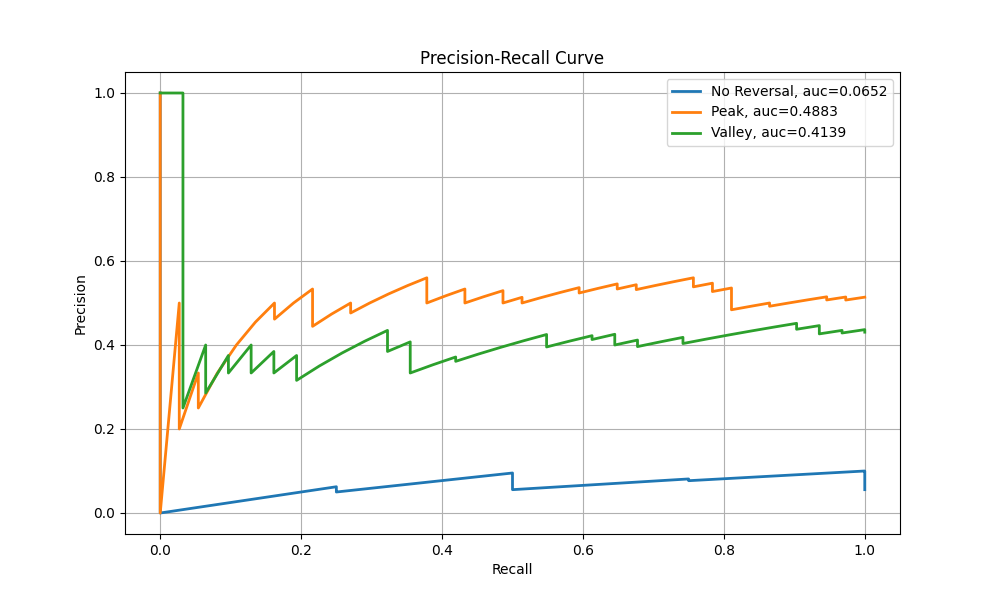 Precision-Recall Curve
No Reversal, auc=0.0652
Peak, auc=0.4883
Valley, auc=0.4139
Precision
1.0
0.8
0.6
0.4
0.2
0.0
0.0 0.2 0.4 0.6 0.8 1.0
Recall